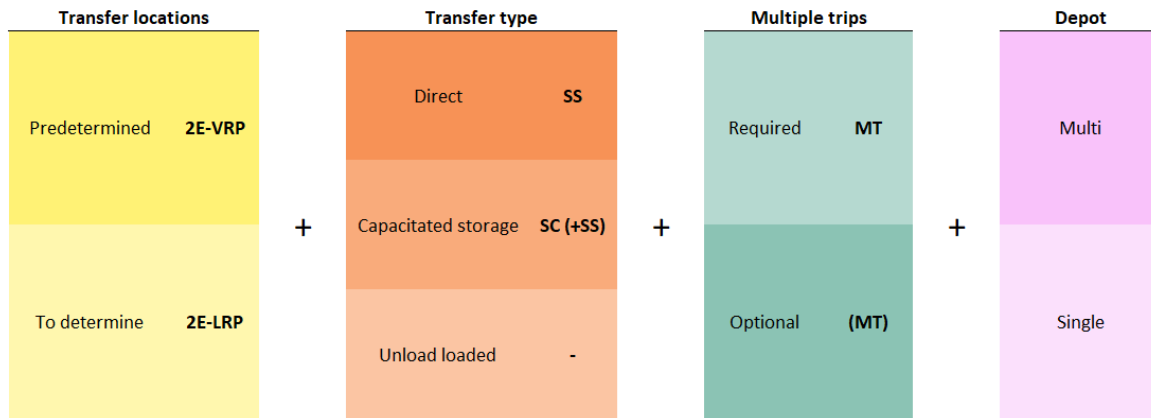 Transfer locations
Transfer type
Multiple trips
Depot
Direct SS
Predetermined 2E-VRP
Required MT
Multi
+
Capacitated storage SC (+SS)
+
+
To determine 2E-LRP
Optional (MT)
Single
Unload loaded -